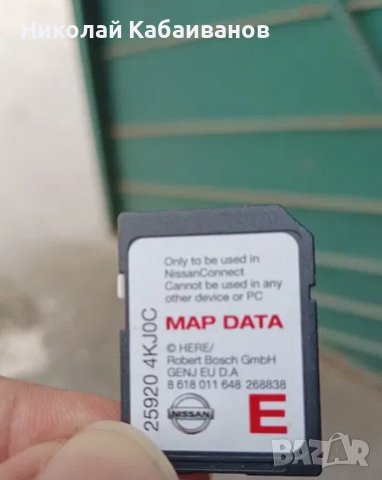 Николай Кабаиванов
Only to be used in
NissanConnect
Cannot be used in any
other device or PC
MAP DATA
© HERE/
Robert Bosch GmbH
GENJ EU D.A
8 618 011 648 268838
25920 4KJ0C
NISSAN
E
BAZAR